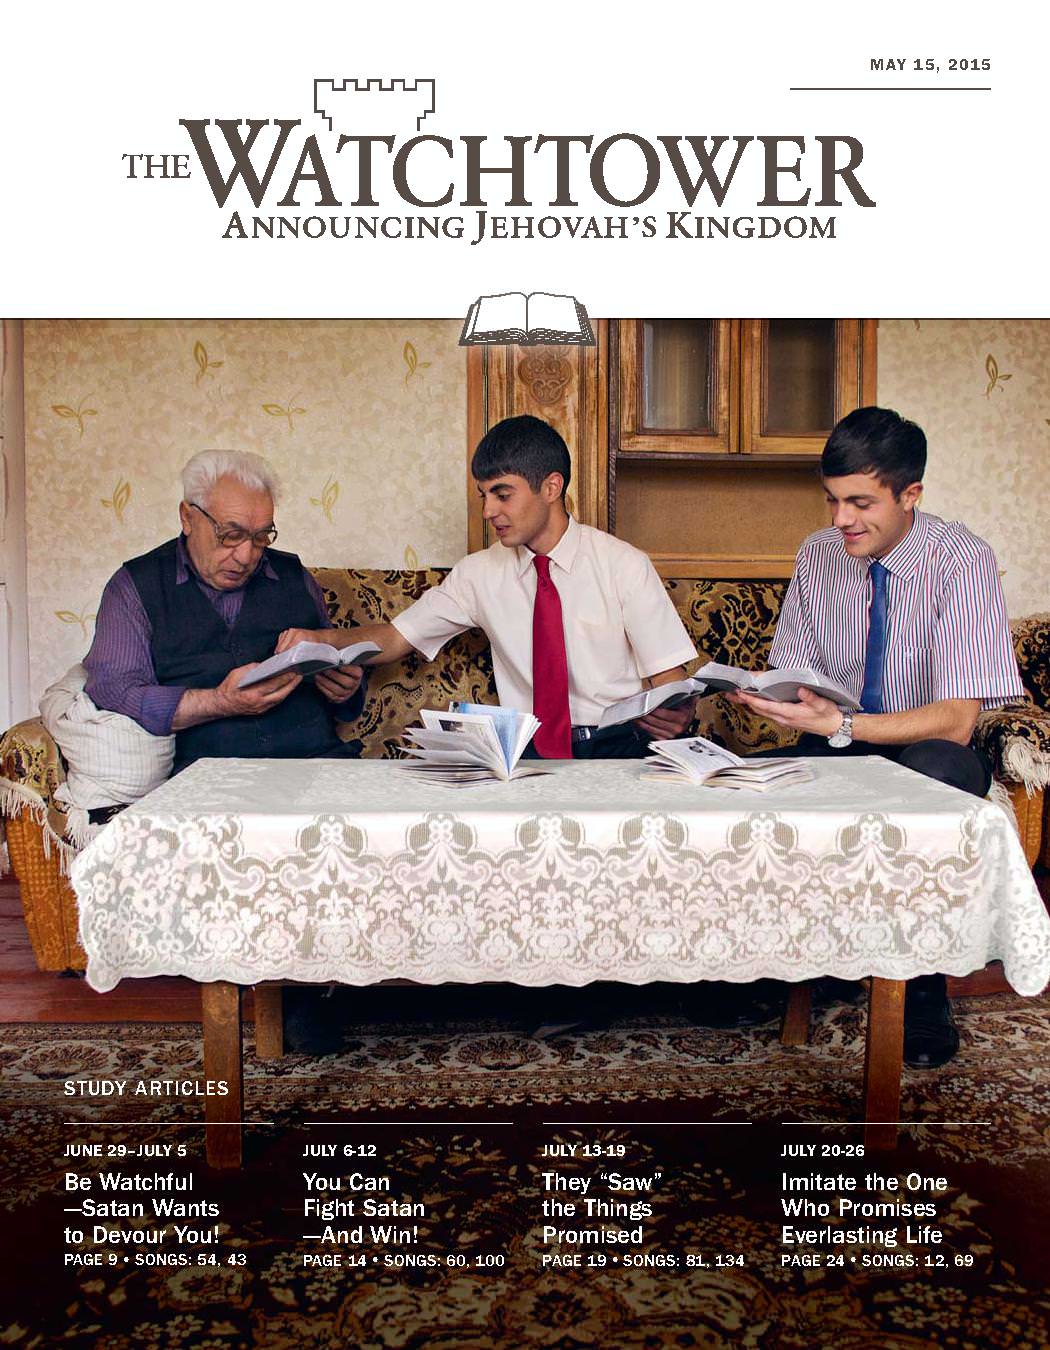 MAY 15, 2015
THE WATCHTOWER
ANNOUNCING JEHOVAH'S KINGDOM
STUDY ARTICLES
JUNE 29–JULY 5
Be Watchful
—Satan Wants
to Devour You!
PAGE 9 • SONGS: 54, 43
JULY 6-12
You Can
Fight Satan
—And Win!
PAGE 14 • SONGS: 60, 100
JULY 13-19
They “Saw”
the Things
Promised
PAGE 19 • SONGS: 81, 134
JULY 20-26
Imitate the One
Who Promises
Everlasting Life
PAGE 24 • SONGS: 12, 69